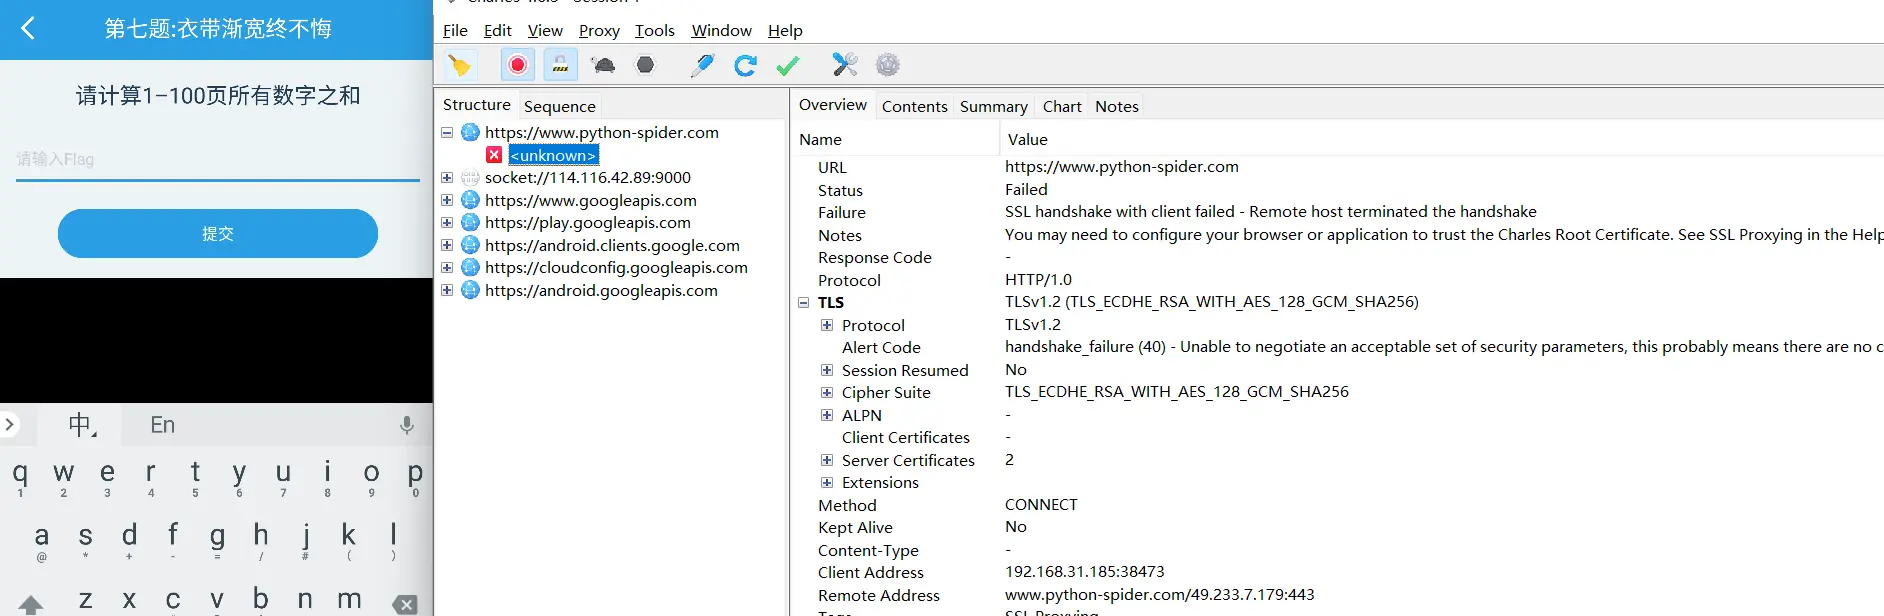 第七题:衣带渐宽终不悔
请计算1-100页所有数字之和
请输入Flag
提交
中 En
q w e r t y u i o p
1 2 3 4 5 6 7 8 9 0
a s d f g h j k l
@ * + - = / # ( )
z x c v b n m
File Edit View Proxy Tools Window Help
Structure Sequence
https://www.python-spider.com
<unknown>
socket://114.116.42.89:9000
https://www.googleapis.com
https://play.googleapis.com
https://android.clients.google.com
https://cloudconfig.googleapis.com
https://android.googleapis.com
Overview Contents Summary Chart Notes
Name Value
URL https://www.python-spider.com
Status Failed
Failure SSL handshake with client failed - Remote host terminated the handshake
Notes You may need to configure your browser or application to trust the Charles Root Certificate. See SSL Proxying in the Help
Response Code -
Protocol HTTP/1.0
TLS TLSv1.2 (TLS_ECDHE_RSA_WITH_AES_128_GCM_SHA256)
Protocol TLSv1.2
Alert Code handshake_failure (40) - Unable to negotiate an acceptable set of security parameters, this probably means there are no c
Session Resumed No
Cipher Suite TLS_ECDHE_RSA_WITH_AES_128_GCM_SHA256
ALPN -
Client Certificates -
Server Certificates 2
Extensions
Method CONNECT
Kept Alive No
Content-Type -
Client Address 192.168.31.185:38473
Remote Address www.python-spider.com/49.233.7.179:443